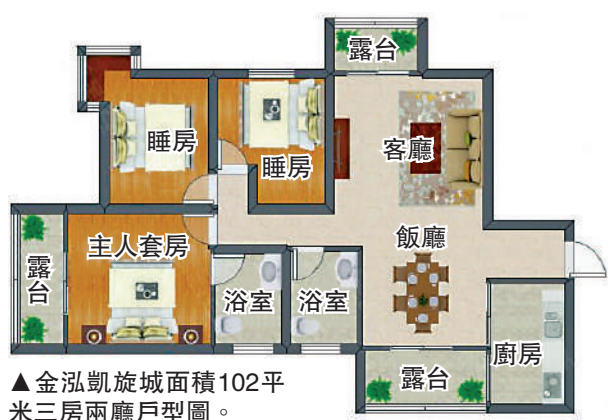 露台
睡房
睡房
客廳
主人套房
飯廳
露台
浴室
浴室
廚房
露台
▲金泓凱旋城面積102平
米三房兩廳戶型圖。